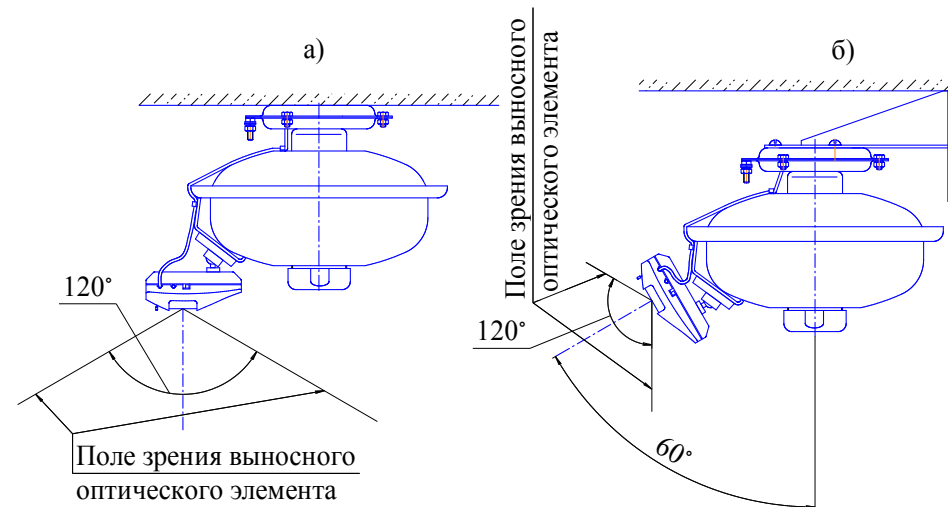 а)
120°
Поле зрения выносного
оптического элемента
Поле зрения выносного
оптического элемента
б)
120°
60°